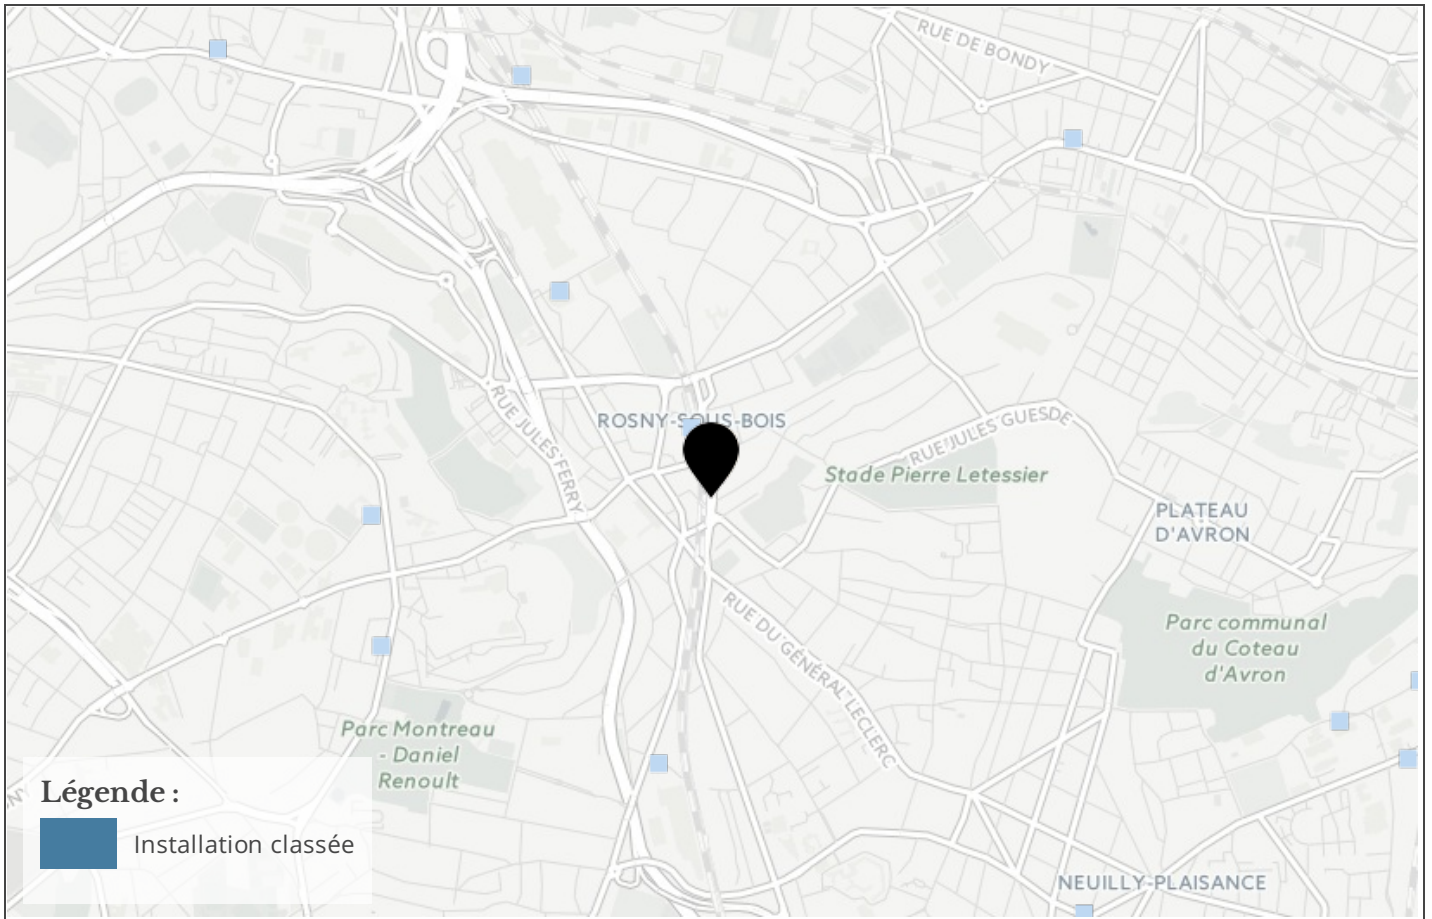 RUE DE BONDY
ROSNY-SOUS-BOIS
RUE JULES FERRY
RUE JULES GUESDE
Stade Pierre Letessier
PLATEAU
D'AVRON
RUE DU GÉNÉRAL LECLERC
Parc communal
du Coteau
d'Avron
Parc Montreau
- Daniel
Renoult
Légende :
Installation classée
NEUILLY-PLAISANCE